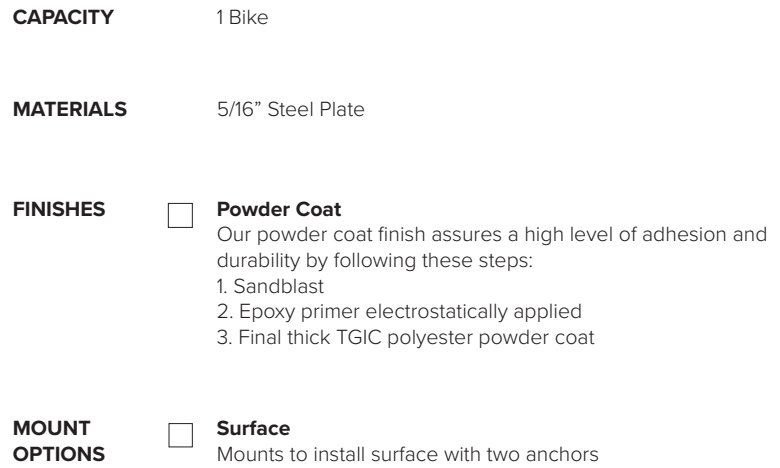 CAPACITY 1 Bike
MATERIALS 5/16” Steel Plate
FINISHES Powder Coat
Our powder coat finish assures a high level of adhesion and
durability by following these steps:
1. Sandblast
2. Epoxy primer electrostatically applied
3. Final thick TGIC polyester powder coat
MOUNT Surface
OPTIONS Mounts to install surface with two anchors